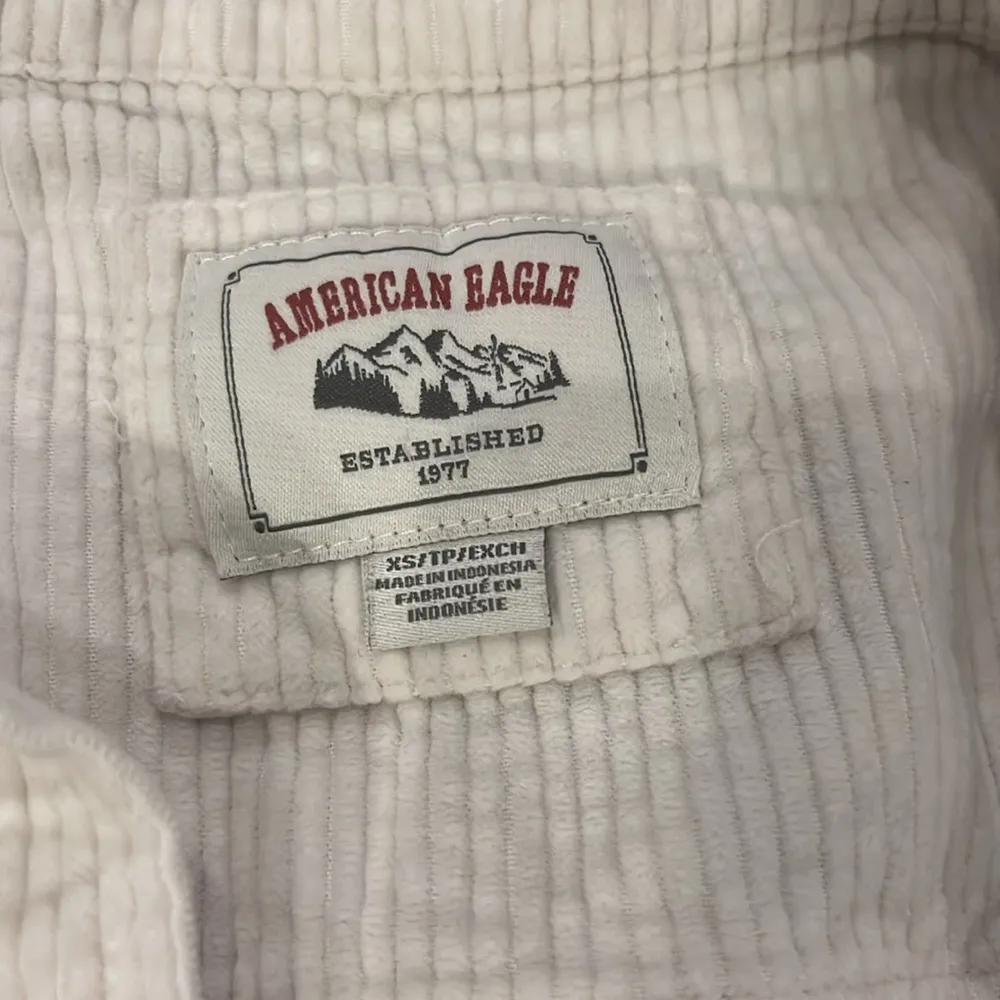 AMERICAN EAGLE
ESTABLISHED
1977
XS/TP/EXCH
MADE IN INDONESIA
FABRIQUÉ EN
INDONÉSIE